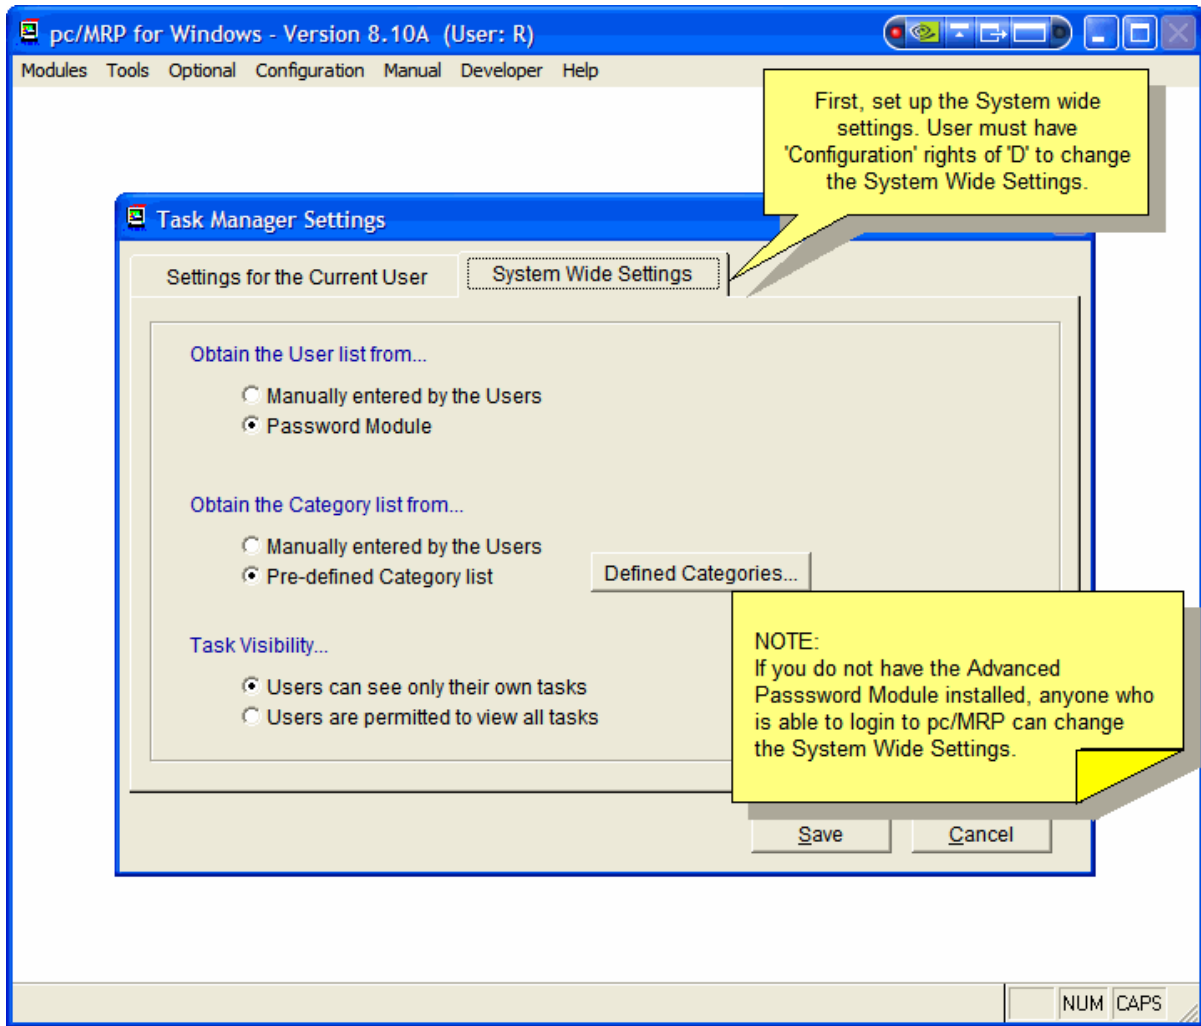 pc/MRP for Windows - Version 8.10A (User: R)
Modules Tools Optional Configuration Manual Developer Help
First, set up the System wide
settings. User must have
'Configuration' rights of 'D' to change
the System Wide Settings.
Task Manager Settings
Settings for the Current User
System Wide Settings
Obtain the User list from...
Manually entered by the Users
Password Module
Obtain the Category list from...
Manually entered by the Users
Pre-defined Category list
Defined Categories...
Task Visibility...
Users can see only their own tasks
Users are permitted to view all tasks
NOTE:
If you do not have the Advanced
Passsword Module installed, anyone who
is able to login to pc/MRP can change
the System Wide Settings.
Save
Cancel
NUM CAPS